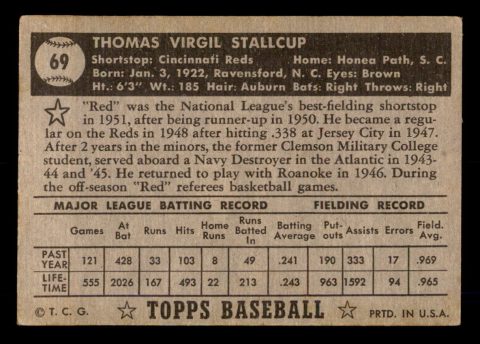 69
THOMAS VIRGIL STALLCUP
Shortstop: Cincinnati Reds Home: Honea Path, S. C.
Born: Jan. 3, 1922, Ravensford, N. C. Eyes: Brown
Ht.: 6'3" Wt.: 185 Hair: Auburn Bats: Right Throws: Right
"Red" was the National League's best-fielding shortstop
in 1951, after being runner-up in 1950. He became a regu-
lar on the Reds in 1948 after hitting .338 at Jersey City in 1947.
After 2 years in the minors, the former Clemson Military College
student, served aboard a Navy Destroyer in the Atlantic in 1943-
44 and '45. He returned to play with Roanoke in 1946. During
the off-season "Red" referees basketball games.
MAJOR LEAGUE BATTING RECORD FIELDING RECORD
Games At Bat Runs Hits Home Runs Runs Batted In Batting Average Put-outs Assists Errors Field. Avg.
PAST YEAR 121 428 33 103 8 49 .241 190 333 17 .969
LIFE-TIME 555 2026 167 493 22 213 .243 963 1592 94 .965
© T. C. G. TOPPS BASEBALL PRTD. IN U.S.A.